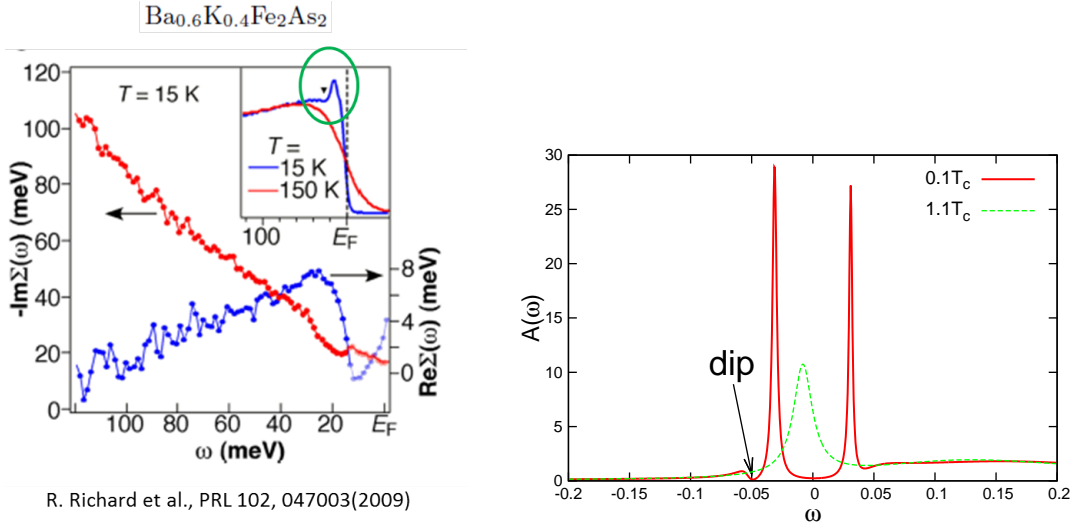 Ba0.6K0.4Fe2As2
120
100
80
60
40
20
0
-ImΣ(ω) (meV)
T = 15 K
T =
15 K
150 K
100
EF
8
4
0
ReΣ(ω) (meV)
100
80
60
40
20
EF
ω (meV)
R. Richard et al., PRL 102, 047003(2009)
30
25
20
15
10
5
0
A(ω)
0.1Tc
1.1Tc
dip
-0.2
-0.15
-0.1
-0.05
0
0.05
0.1
0.15
0.2
ω